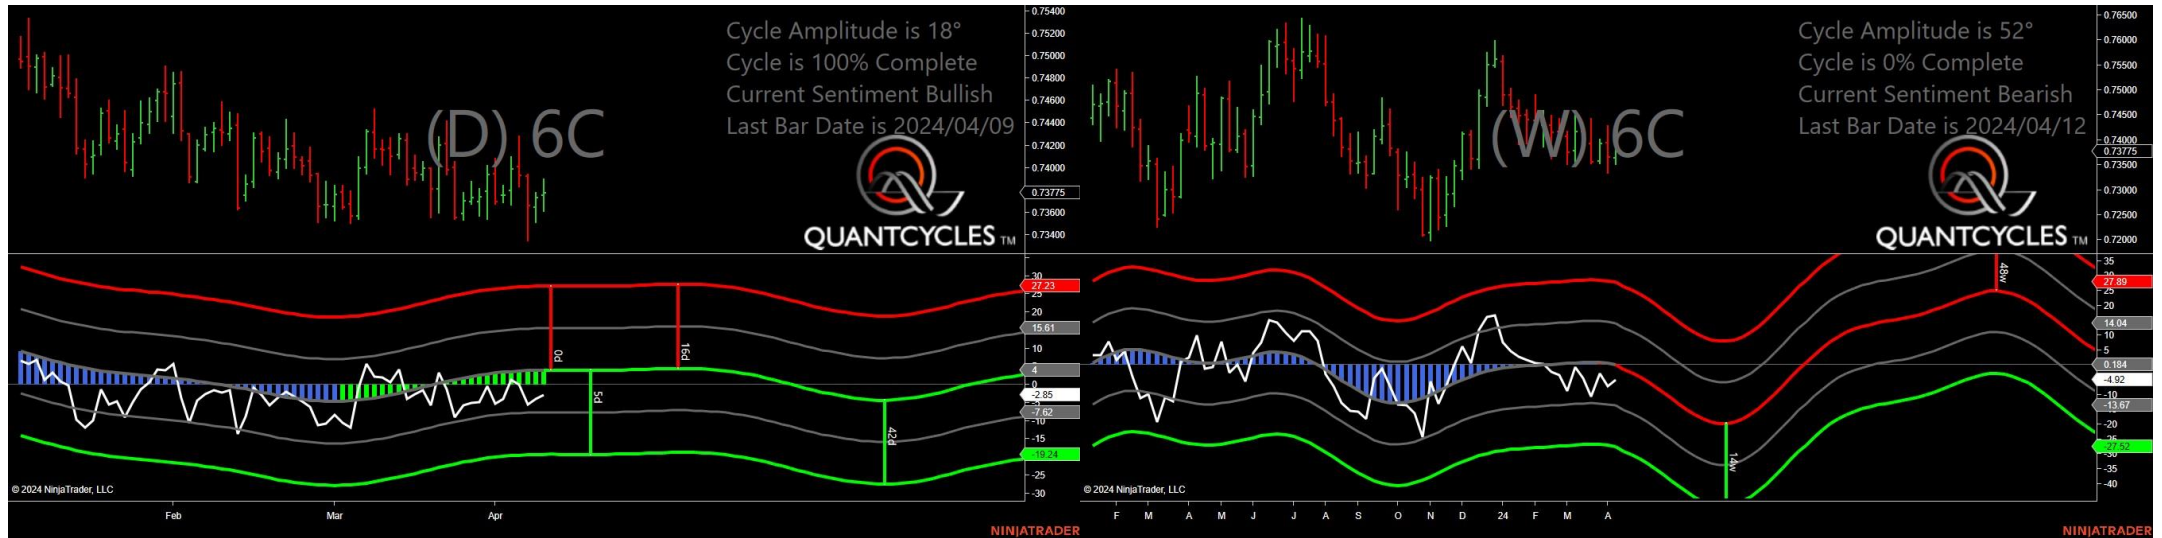 0.75400
0.75200
0.75000
0.74800
0.74600
0.74400
0.74200
0.74000
0.73775
0.73600
0.73400
Cycle Amplitude is 18°
Cycle is 100% Complete
Current Sentiment Bullish
Last Bar Date is 2024/04/09
(D) 6C
QUANTCYCLES TM
30
27.23
25
20
15.61
10
4
0
-2.85
-7.62
-10
-15
-19.24
-25
-30
0d
16d
5d
42d
© 2024 NinjaTrader, LLC
Feb
Mar
Apr
NINJATRADER
0.76500
0.76000
0.75500
0.75000
0.74500
0.74000
0.73775
0.73500
0.73000
0.72500
0.72000
Cycle Amplitude is 52°
Cycle is 0% Complete
Current Sentiment Bearish
Last Bar Date is 2024/04/12
(W) 6C
QUANTCYCLES TM
35
27.89
25
20
14.04
10
5
0.184
-4.92
-10
-13.67
-20
-27.52
-30
-35
-40
48w
14w
© 2024 NinjaTrader, LLC
F M A M J J A S O N D 24 F M A
NINJATRADER